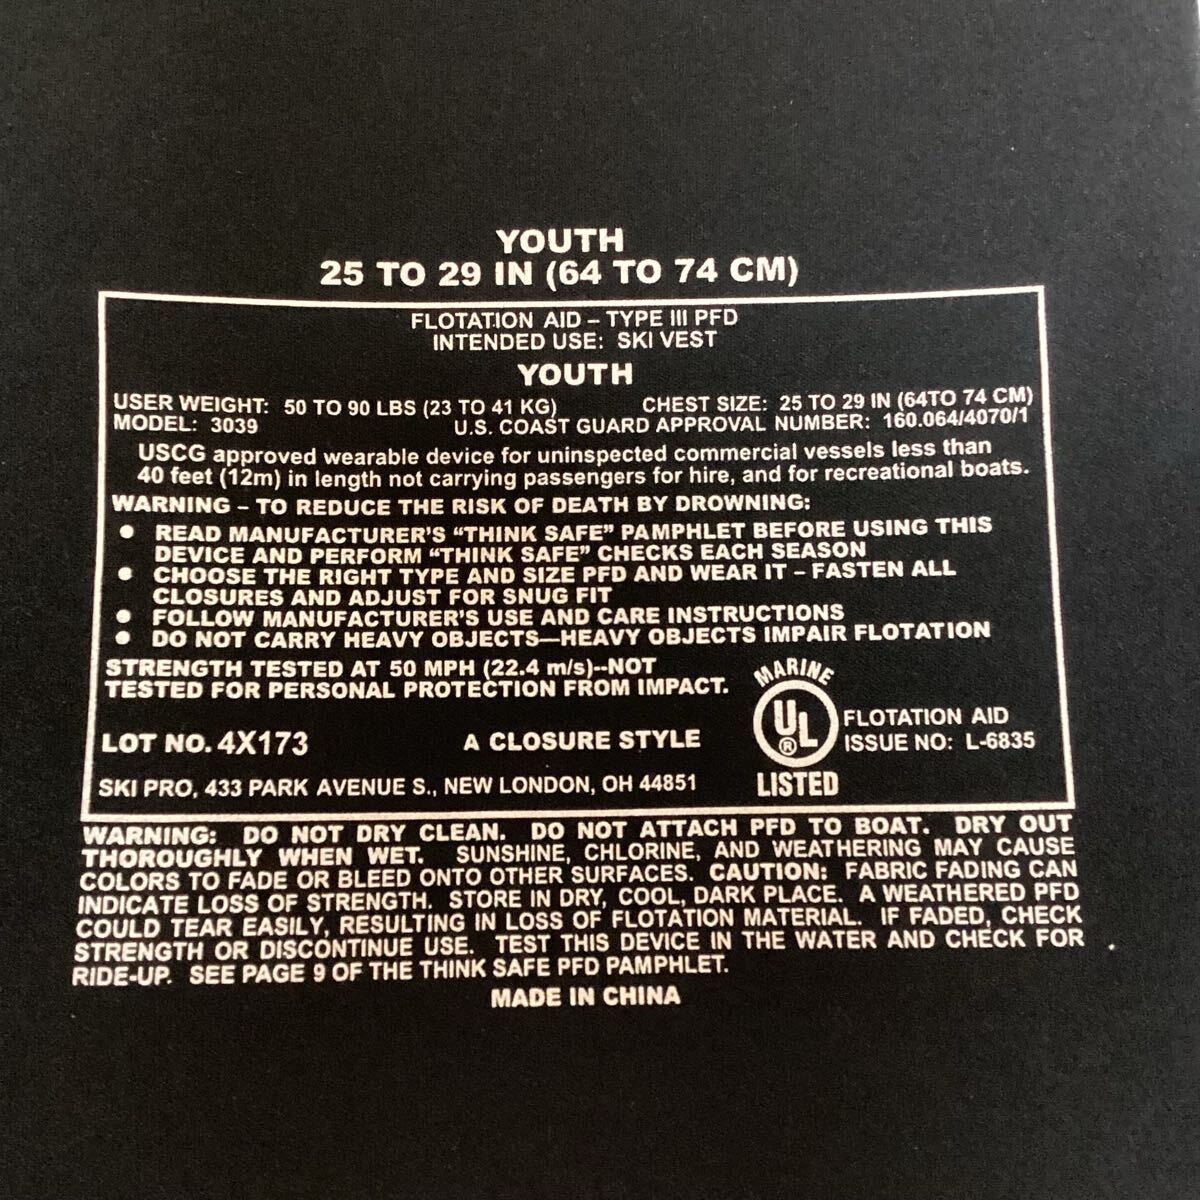 YOUTH
25 TO 29 IN (64 TO 74 CM)
FLOTATION AID – TYPE III PFD
INTENDED USE: SKI VEST
YOUTH
USER WEIGHT: 50 TO 90 LBS (23 TO 41 KG) CHEST SIZE: 25 TO 29 IN (64TO 74 CM)
MODEL: 3039 U.S. COAST GUARD APPROVAL NUMBER: 160.064/4070/1
USCG approved wearable device for uninspected commercial vessels less than
40 feet (12m) in length not carrying passengers for hire, and for recreational boats.
WARNING – TO REDUCE THE RISK OF DEATH BY DROWNING:
• READ MANUFACTURER'S “THINK SAFE” PAMPHLET BEFORE USING THIS
DEVICE AND PERFORM “THINK SAFE” CHECKS EACH SEASON
• CHOOSE THE RIGHT TYPE AND SIZE PFD AND WEAR IT – FASTEN ALL
CLOSURES AND ADJUST FOR SNUG FIT
• FOLLOW MANUFACTURER'S USE AND CARE INSTRUCTIONS
• DO NOT CARRY HEAVY OBJECTS—HEAVY OBJECTS IMPAIR FLOTATION
STRENGTH TESTED AT 50 MPH (22.4 m/s)--NOT
TESTED FOR PERSONAL PROTECTION FROM IMPACT.
MARINE
UL ®
LISTED
FLOTATION AID
ISSUE NO: L-6835
LOT NO. 4X173 A CLOSURE STYLE
SKI PRO, 433 PARK AVENUE S., NEW LONDON, OH 44851
WARNING: DO NOT DRY CLEAN. DO NOT ATTACH PFD TO BOAT. DRY OUT
THOROUGHLY WHEN WET. SUNSHINE, CHLORINE, AND WEATHERING MAY CAUSE
COLORS TO FADE OR BLEED ONTO OTHER SURFACES. CAUTION: FABRIC FADING CAN
INDICATE LOSS OF STRENGTH. STORE IN DRY, COOL, DARK PLACE. A WEATHERED PFD
COULD TEAR EASILY, RESULTING IN LOSS OF FLOTATION MATERIAL. IF FADED, CHECK
STRENGTH OR DISCONTINUE USE. TEST THIS DEVICE IN THE WATER AND CHECK FOR
RIDE-UP. SEE PAGE 9 OF THE THINK SAFE PFD PAMPHLET.
MADE IN CHINA